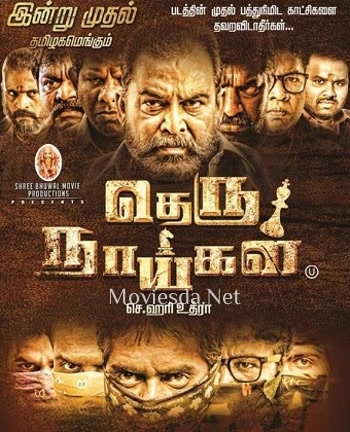 இன்று முதல்
தமிழகமெங்கும்
படத்தின் முதல் பத்துநிமிட காட்சிகளை
தவறவிடாதீர்கள்...
SHREE BHUWAL MOVIE
PRODUCTIONS
PRESENTS
தெரு
நாய்கள்
U
Moviesda.Net
செ.ஹரி உத்ரா